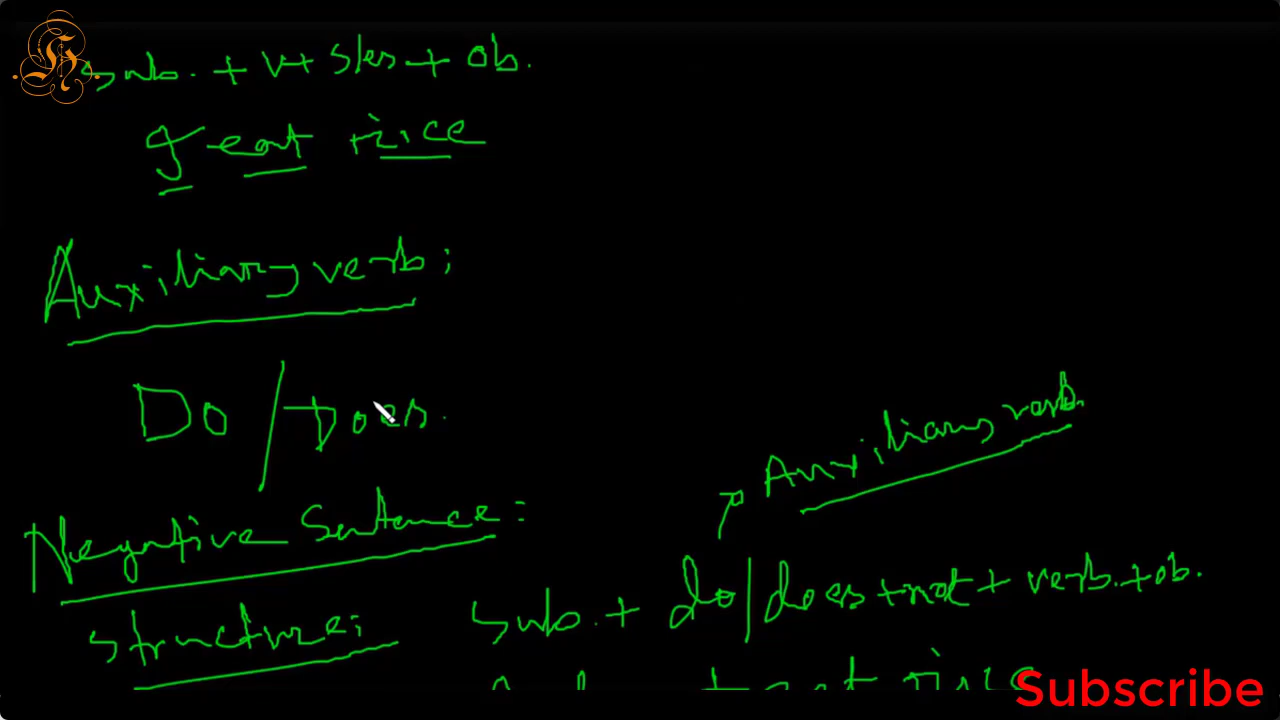 sub. + v+ s/es + ob.
I eat rice
Auxiliary verb:
Do / Does.
Auxiliary verb.
Negative Sentence:
sub. + do/does + not + verb. + ob.
structure:
rice
Subscribe